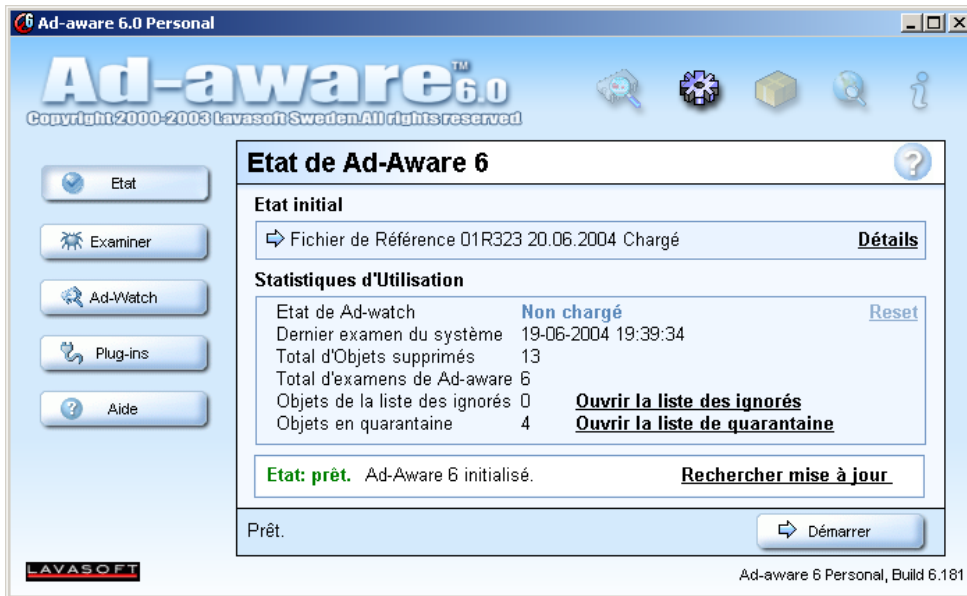 Ad-aware 6.0 Personal
Ad-aware 6.0 ™
Copyright 2000-2003 Lavasoft Sweden. All rights reserved
Etat
Examiner
Ad-Watch
Plug-ins
Aide
Etat de Ad-Aware 6
Etat initial
Fichier de Référence 01R323 20.06.2004 Chargé Détails
Statistiques d'Utilisation
Etat de Ad-watch Non chargé Reset
Dernier examen du système 19-06-2004 19:39:34
Total d'Objets supprimés 13
Total d'examens de Ad-aware 6
Objets de la liste des ignorés 0 Ouvrir la liste des ignorés
Objets en quarantaine 4 Ouvrir la liste de quarantaine
Etat: prêt. Ad-Aware 6 initialisé. Rechercher mise à jour
Prêt. Démarrer
LAVASOFT
Ad-aware 6 Personal, Build 6.181